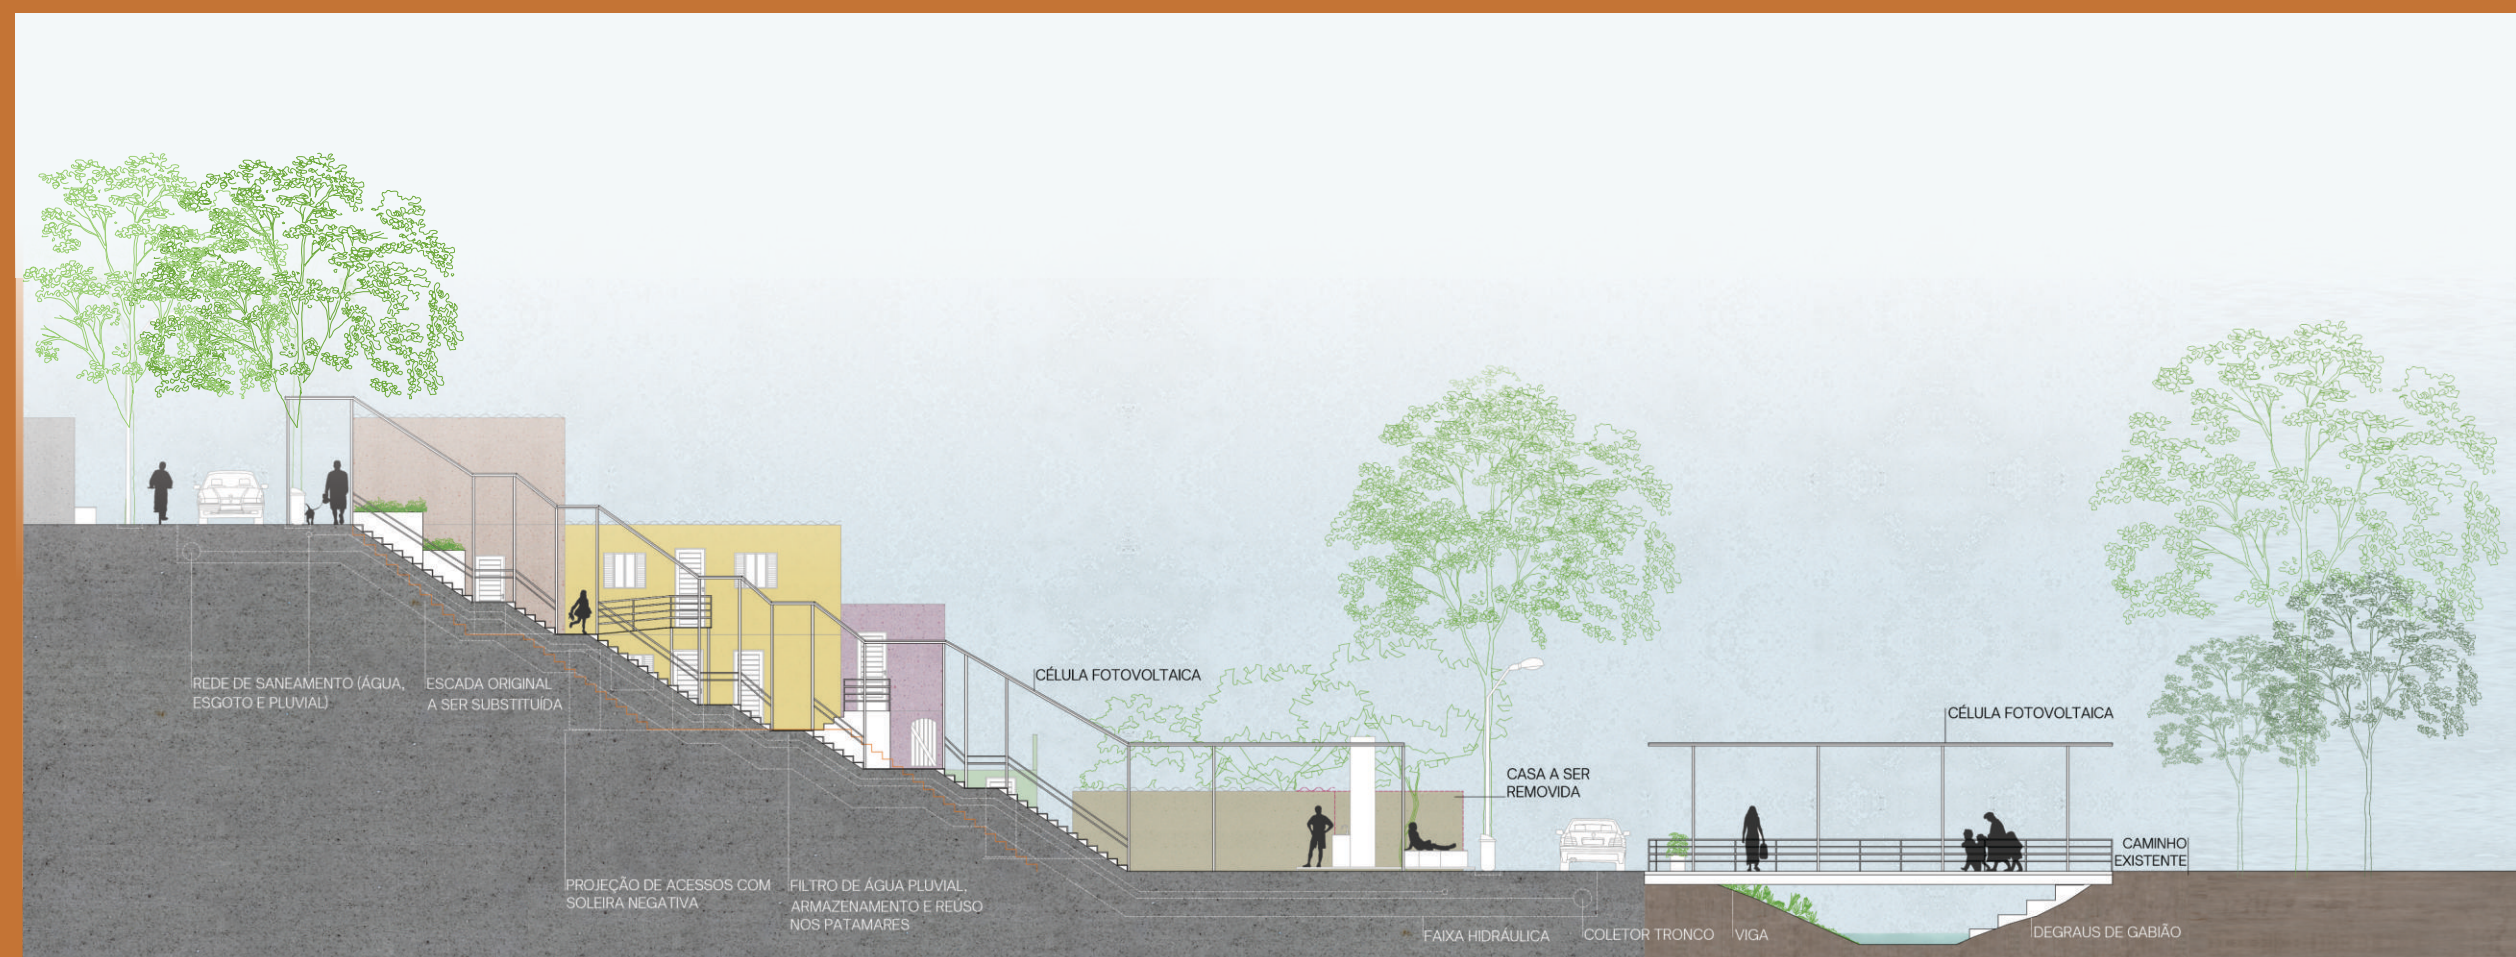 REDE DE SANEAMENTO (ÁGUA,
ESGOTO E PLUVIAL)
ESCADA ORIGINAL
A SER SUBSTITUÍDA
PROJEÇÃO DE ACESSOS COM
SOLEIRA NEGATIVA
FILTRO DE ÁGUA PLUVIAL,
ARMAZENAMENTO E REÚSO
NOS PATAMARES
CÉLULA FOTOVOLTAICA
CASA A SER
REMOVIDA
FAIXA HIDRÁULICA
COLETOR TRONCO
VIGA
CÉLULA FOTOVOLTAICA
CAMINHO
EXISTENTE
DEGRAUS DE GABIÃO